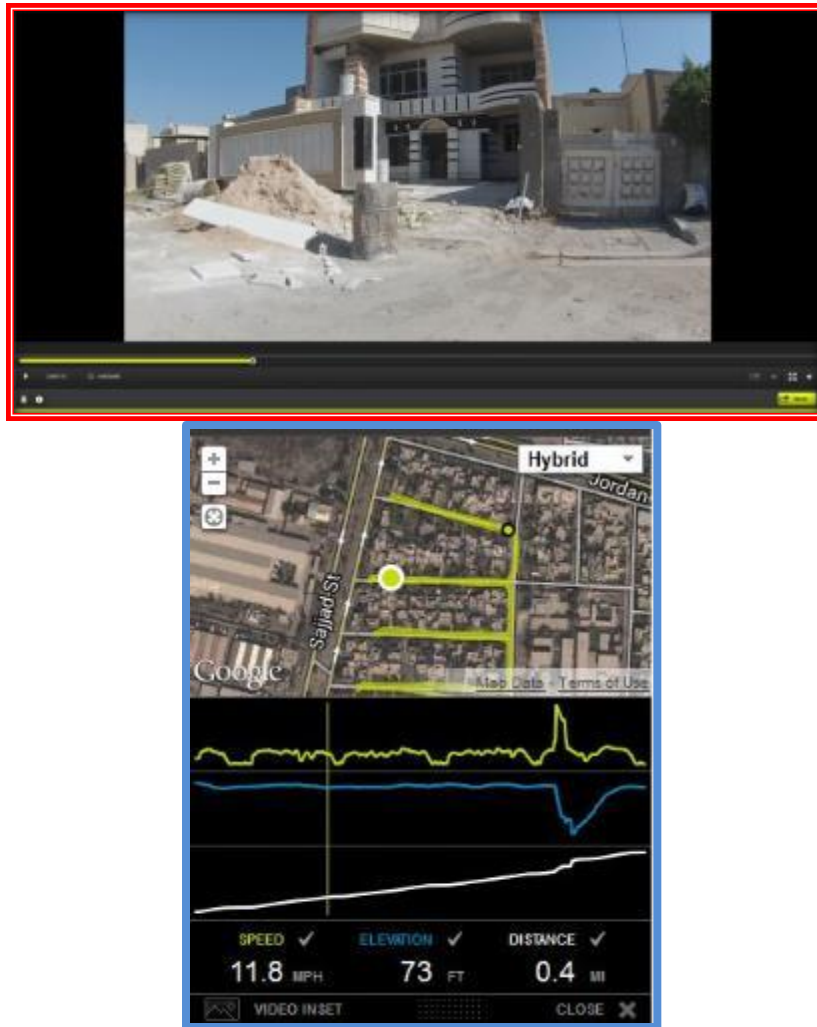 Hybrid
Jordan
Sajjad St
Google
Map Data - Terms of Use
SPEED ELEVATION DISTANCE
11.8 MPH 73 FT 0.4 MI
VIDEO INSET CLOSE